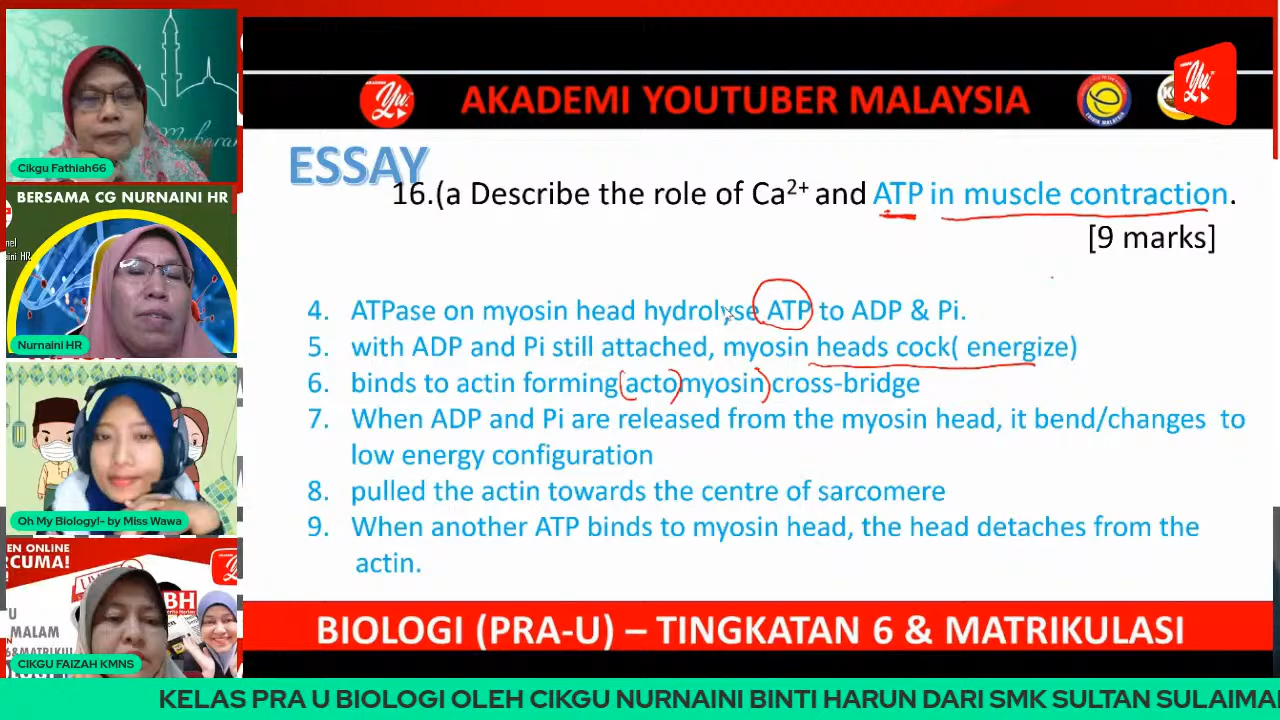 Mubarak
Cikgu Fathiah66
BERSAMA CG NURNAINI HR
Nurnaini HR
Oh My Biology!- by Miss Wawa
EN ONLINE
CUMA!
BH
U
MALAM
CIKGU FAIZAH KMNS
AKADEMI YOUTUBER MALAYSIA
ESSAY
16.(a Describe the role of Ca2+ and ATP in muscle contraction.
[9 marks]
4. ATPase on myosin head hydrolyse ATP to ADP & Pi.
5. with ADP and Pi still attached, myosin heads cock( energize)
6. binds to actin forming actomyosin cross-bridge
7. When ADP and Pi are released from the myosin head, it bend/changes to
low energy configuration
8. pulled the actin towards the centre of sarcomere
9. When another ATP binds to myosin head, the head detaches from the
actin.
BIOLOGI (PRA-U) – TINGKATAN 6 & MATRIKULASI
KELAS PRA U BIOLOGI OLEH CIKGU NURNAINI BINTI HARUN DARI SMK SULTAN SULAIMA